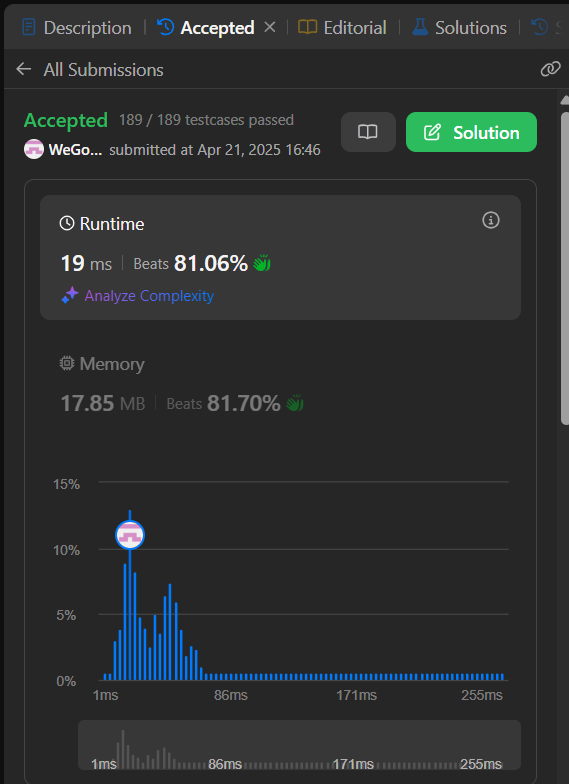 Description Accepted Editorial Solutions
All Submissions
Accepted 189 / 189 testcases passed
WeGo... submitted at Apr 21, 2025 16:46
Solution
Runtime
19 ms Beats 81.06%
Analyze Complexity
Memory
17.85 MB Beats 81.70%
15%
10%
5%
0%
1ms 86ms 171ms 255ms
1ms 86ms 171ms 255ms